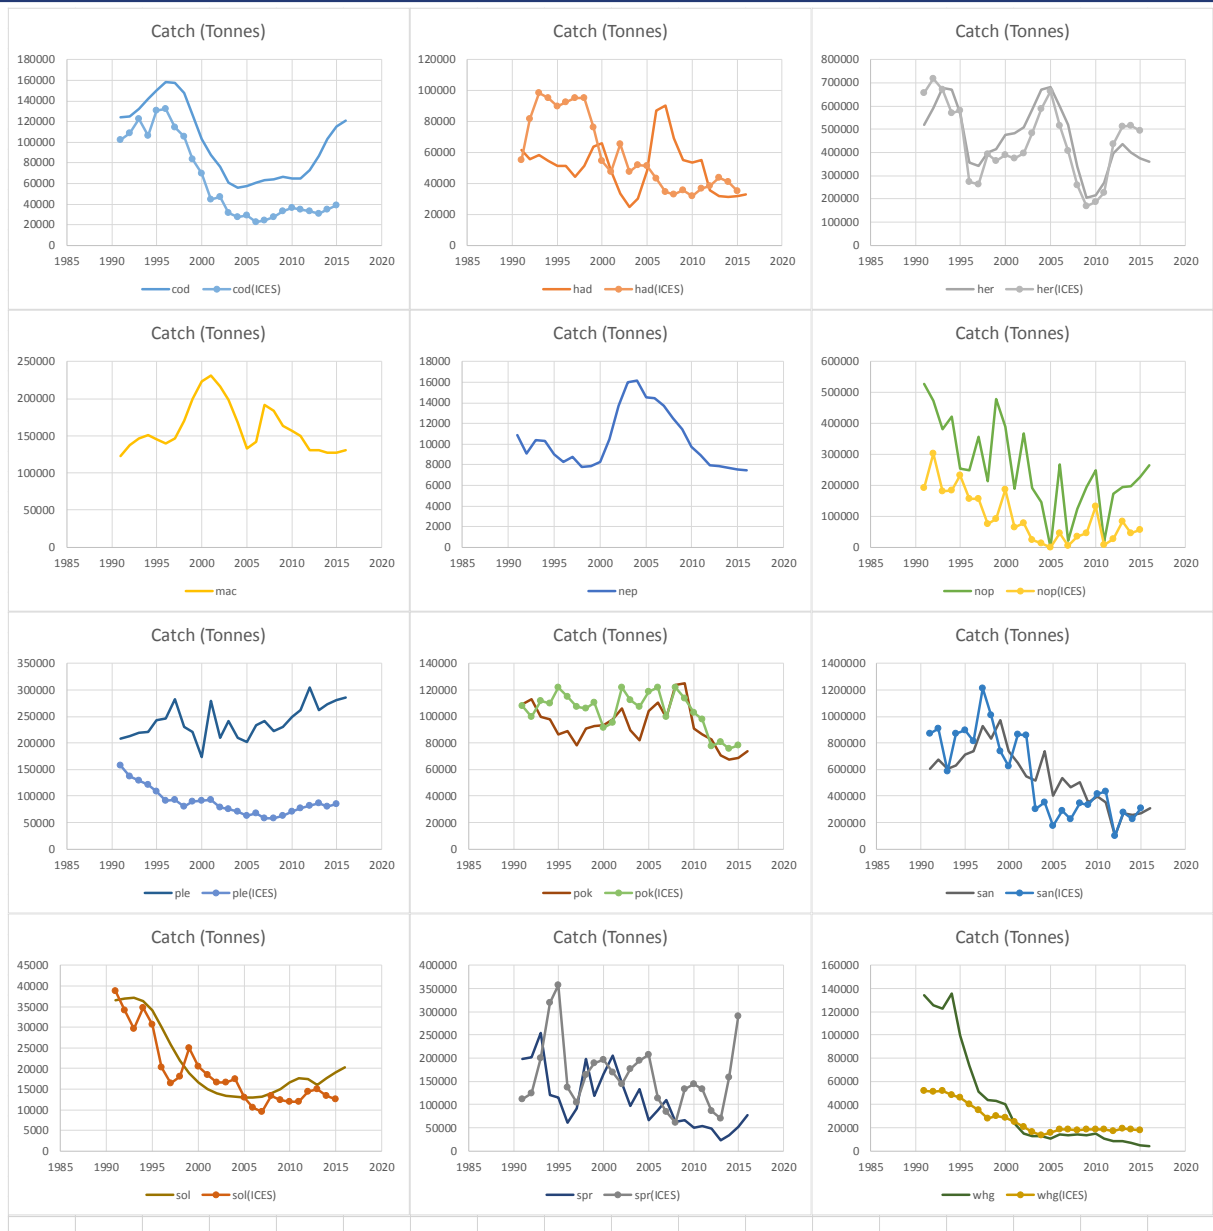 Catch (Tonnes)
180000
160000
140000
120000
100000
80000
60000
40000
20000
0
1985 1990 1995 2000 2005 2010 2015 2020
cod cod(ICES)
Catch (Tonnes)
120000
100000
80000
60000
40000
20000
0
1985 1990 1995 2000 2005 2010 2015 2020
had had(ICES)
Catch (Tonnes)
800000
700000
600000
500000
400000
300000
200000
100000
0
1985 1990 1995 2000 2005 2010 2015 2020
her her(ICES)
Catch (Tonnes)
250000
200000
150000
100000
50000
0
1985 1990 1995 2000 2005 2010 2015 2020
mac
Catch (Tonnes)
18000
16000
14000
12000
10000
8000
6000
4000
2000
0
1985 1990 1995 2000 2005 2010 2015 2020
nep
Catch (Tonnes)
600000
500000
400000
300000
200000
100000
0
1985 1990 1995 2000 2005 2010 2015 2020
nop nop(ICES)
Catch (Tonnes)
350000
300000
250000
200000
150000
100000
50000
0
1985 1990 1995 2000 2005 2010 2015 2020
ple ple(ICES)
Catch (Tonnes)
140000
120000
100000
80000
60000
40000
20000
0
1985 1990 1995 2000 2005 2010 2015 2020
pok pok(ICES)
Catch (Tonnes)
1400000
1200000
1000000
800000
600000
400000
200000
0
1985 1990 1995 2000 2005 2010 2015 2020
san san(ICES)
Catch (Tonnes)
45000
40000
35000
30000
25000
20000
15000
10000
5000
0
1985 1990 1995 2000 2005 2010 2015 2020
sol sol(ICES)
Catch (Tonnes)
400000
350000
300000
250000
200000
150000
100000
50000
0
1985 1990 1995 2000 2005 2010 2015 2020
spr spr(ICES)
Catch (Tonnes)
160000
140000
120000
100000
80000
60000
40000
20000
0
1985 1990 1995 2000 2005 2010 2015 2020
whg whg(ICES)